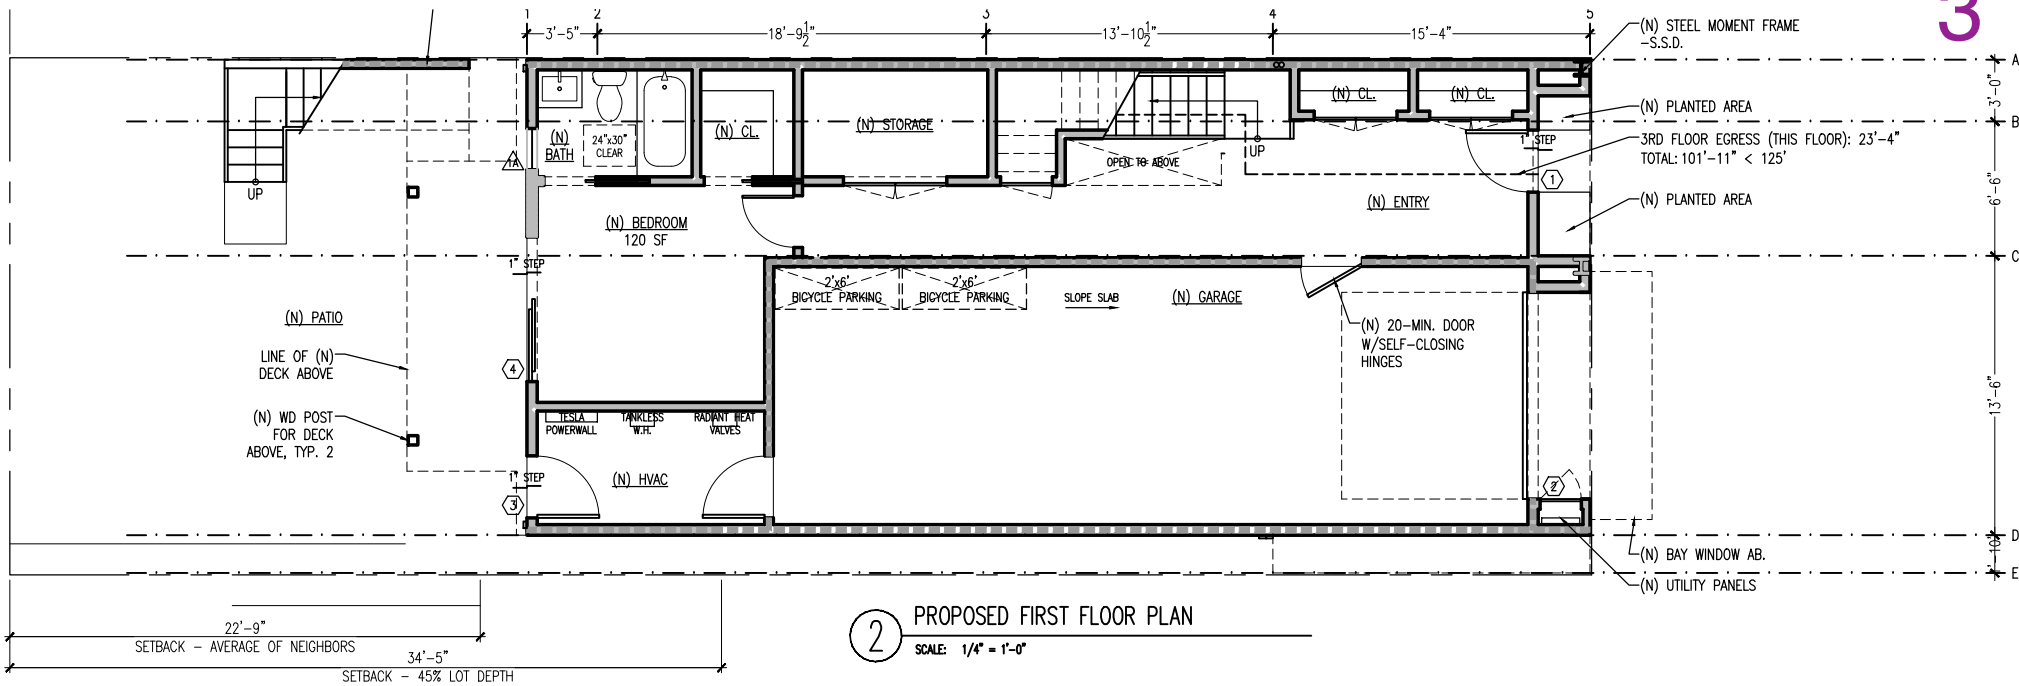 1
2
3
4
5
3
3'-5"
18'-9 1/2"
13'-10 1/2"
15'-4"
(N) STEEL MOMENT FRAME
-S.S.D.
A
3'-0"
(N) PLANTED AREA
B
3RD FLOOR EGRESS (THIS FLOOR): 23'-4"
TOTAL: 101'-11" < 125'
6'-6"
(N) PLANTED AREA
C
13'-6"
D
E
(N) BATH
24"x30"
CLEAR
(N) CL.
(N) STORAGE
(N) CL.
(N) CL.
1A
UP
UP
OPEN TO ABOVE
1" STEP
1
(N) BEDROOM
120 SF
(N) ENTRY
1" STEP
2'x6'
BICYCLE PARKING
2'x6'
BICYCLE PARKING
SLOPE SLAB
(N) GARAGE
(N) PATIO
LINE OF (N)
DECK ABOVE
4
(N) 20-MIN. DOOR
W/SELF-CLOSING
HINGES
(N) WD POST
FOR DECK
ABOVE, TYP. 2
TESLA
POWERWALL
TANKLESS
W.H.
RADIANT HEAT
VALVES
1" STEP
(N) HVAC
3
2
(N) BAY WINDOW AB.
(N) UTILITY PANELS
22'-9"
SETBACK - AVERAGE OF NEIGHBORS
34'-5"
SETBACK - 45% LOT DEPTH
2
PROPOSED FIRST FLOOR PLAN
SCALE: 1/4" = 1'-0"